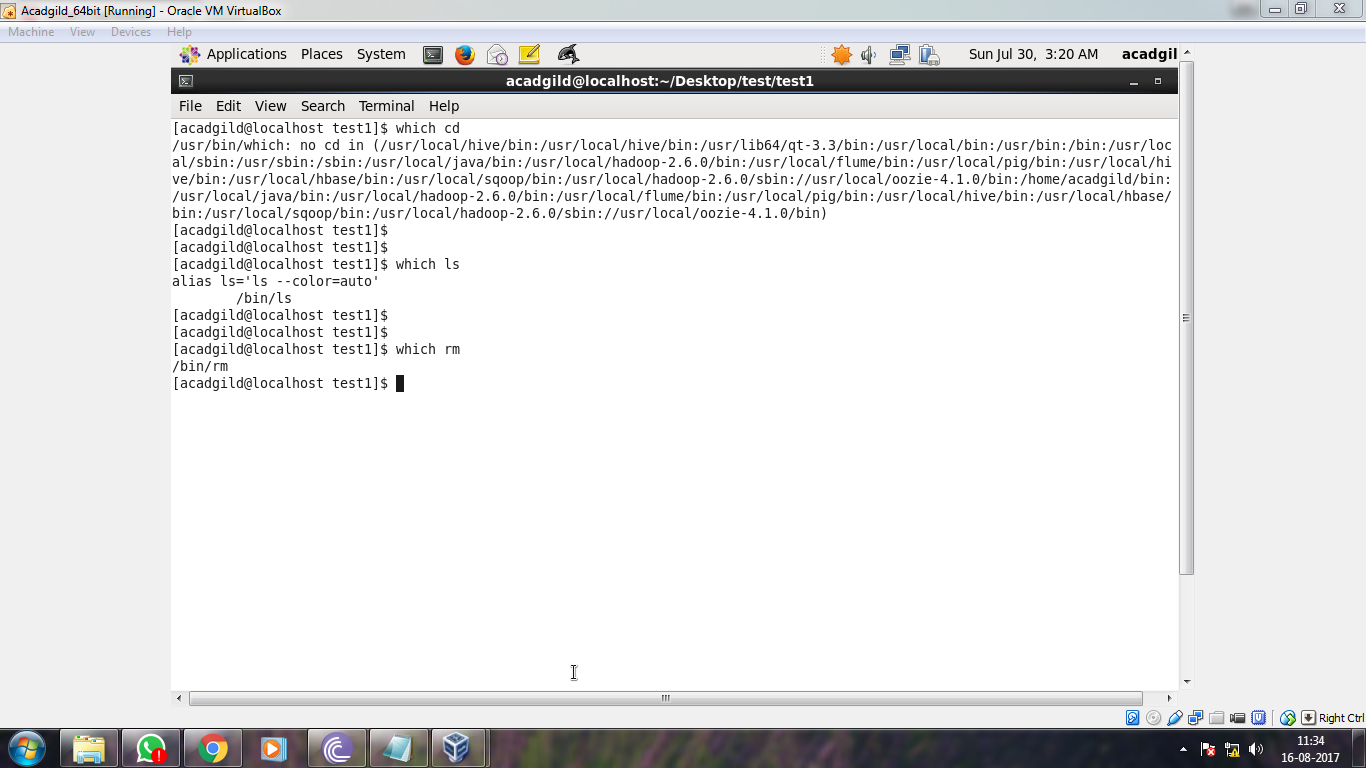 Acadgild_64bit [Running] - Oracle VM VirtualBox
Machine View Devices Help
Applications Places System Sun Jul 30, 3:20 AM acadgil
acadgild@localhost:~/Desktop/test/test1
File Edit View Search Terminal Help
[acadgild@localhost test1]$ which cd
/usr/bin/which: no cd in (/usr/local/hive/bin:/usr/local/hive/bin:/usr/lib64/qt-3.3/bin:/usr/local/bin:/usr/bin:/bin:/usr/loc
al/sbin:/usr/sbin:/sbin:/usr/local/java/bin:/usr/local/hadoop-2.6.0/bin:/usr/local/flume/bin:/usr/local/pig/bin:/usr/local/hi
ve/bin:/usr/local/hbase/bin:/usr/local/sqoop/bin:/usr/local/hadoop-2.6.0/sbin://usr/local/oozie-4.1.0/bin:/home/acadgild/bin:
/usr/local/java/bin:/usr/local/hadoop-2.6.0/bin:/usr/local/flume/bin:/usr/local/pig/bin:/usr/local/hive/bin:/usr/local/hbase/
bin:/usr/local/sqoop/bin:/usr/local/hadoop-2.6.0/sbin://usr/local/oozie-4.1.0/bin)
[acadgild@localhost test1]$
[acadgild@localhost test1]$
[acadgild@localhost test1]$ which ls
alias ls='ls --color=auto'
/bin/ls
[acadgild@localhost test1]$
[acadgild@localhost test1]$
[acadgild@localhost test1]$ which rm
/bin/rm
[acadgild@localhost test1]$
Right Ctrl
11:34
16-08-2017